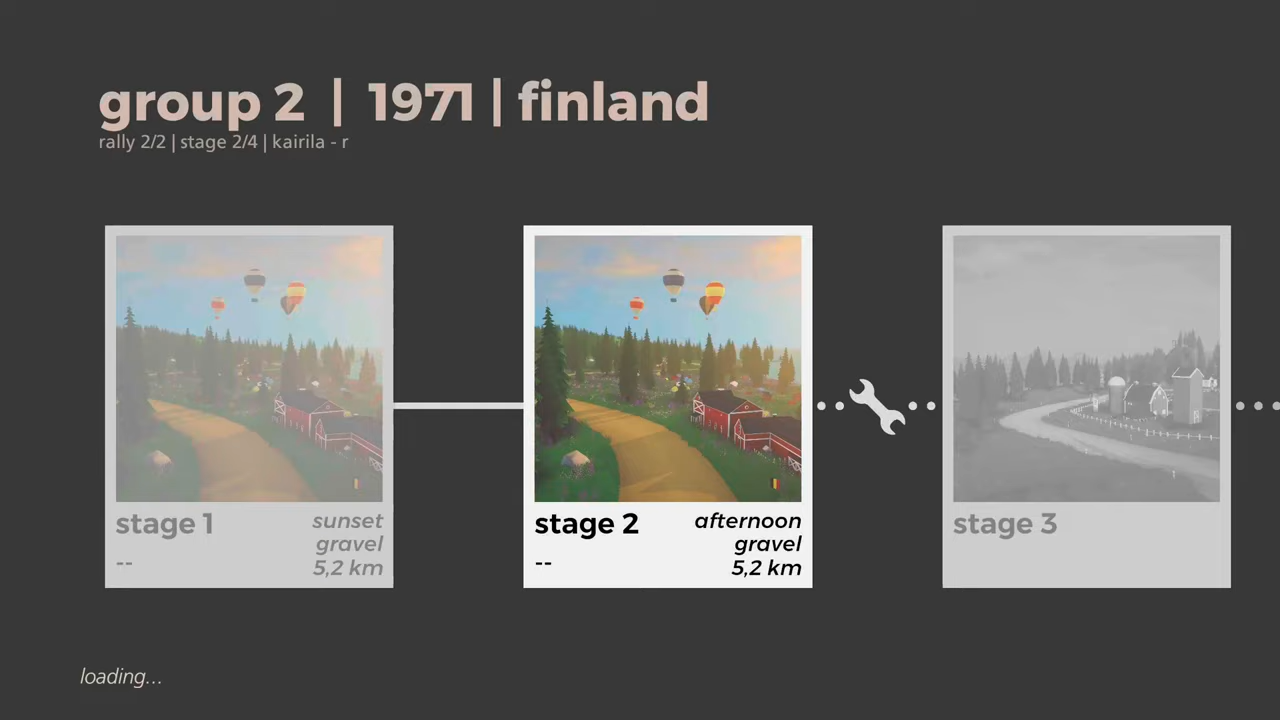 group 2 | 1971 | finland
rally 2/2 | stage 2/4 | kairila - r
stage 1
sunset
gravel
--
5,2 km
stage 2
afternoon
gravel
--
5,2 km
stage 3
loading...